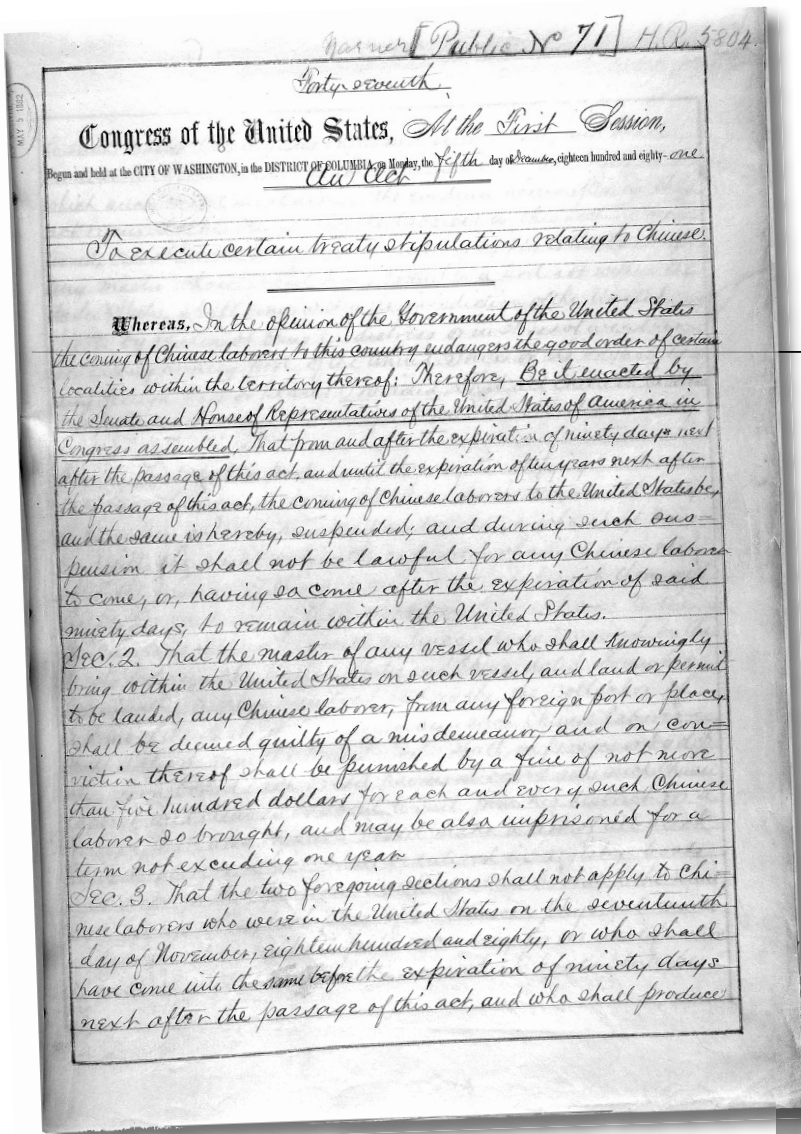 [Public No 71] H.R. 5804.
MAY 5 1882
Forty-seventh
Congress of the United States, At the First Session,
Begun and held at the CITY OF WASHINGTON, in the DISTRICT OF COLUMBIA, on Monday, the fifth day of December, eighteen hundred and eighty-one
An Act
To execute certain treaty stipulations relating to Chinese.
Whereas, In the opinion of the Government of the United States
the coming of Chinese laborers to this country endangers the good order of certain
localities within the territory thereof: Therefore, Be it enacted by
the Senate and House of Representatives of the United States of America in
Congress assembled, That from and after the expiration of ninety days next
after the passage of this act, and until the expiration of ten years next after
the passage of this act, the coming of Chinese laborers to the United States be,
and the same is hereby, suspended; and during such sus=
pension it shall not be lawful for any Chinese laborer
to come, or, having so come after the expiration of said
ninety days, to remain within the United States.
Sec. 2. That the master of any vessel who shall knowingly
bring within the United States on such vessel, and land or permit
to be landed, any Chinese laborer, from any foreign port or place,
shall be deemed guilty of a misdemeanor, and on con=
viction thereof shall be punished by a fine of not more
than five hundred dollars for each and every such Chinese
laborer so brought, and may be also imprisoned for a
term not exceeding one year.
Sec. 3. That the two foregoing sections shall not apply to Chi=
nese laborers who were in the United States on the seventeenth
day of November, eighteen hundred and eighty, or who shall
have come into the same before the expiration of ninety days
next after the passage of this act, and who shall produce